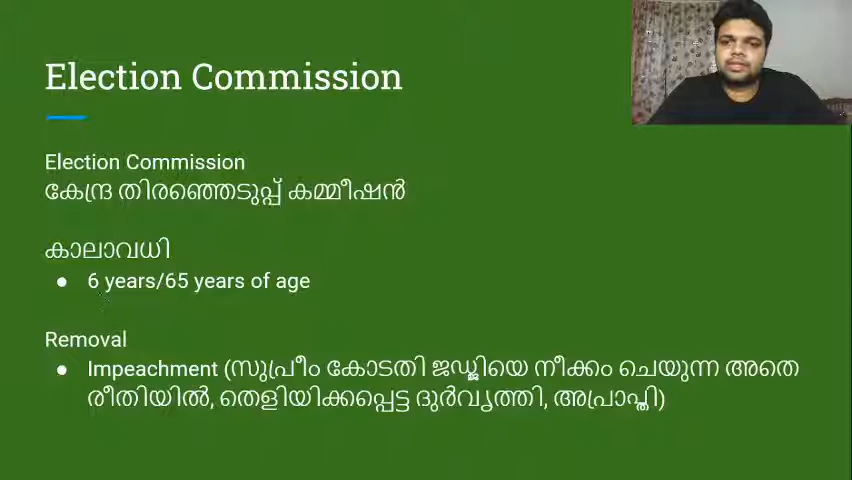 Election Commission
Election Commission
കേന്ദ്ര തിരഞ്ഞെടുപ്പ് കമ്മീഷൻ
കാലാവധി
● 6 years/65 years of age
Removal
● Impeachment (സുപ്രീം കോടതി ജഡ്ജിയെ നീക്കം ചെയുന്ന അതെ
രീതിയിൽ, തെളിയിക്കപ്പെട്ട ദുർവൃത്തി, അപ്രാപ്തി)